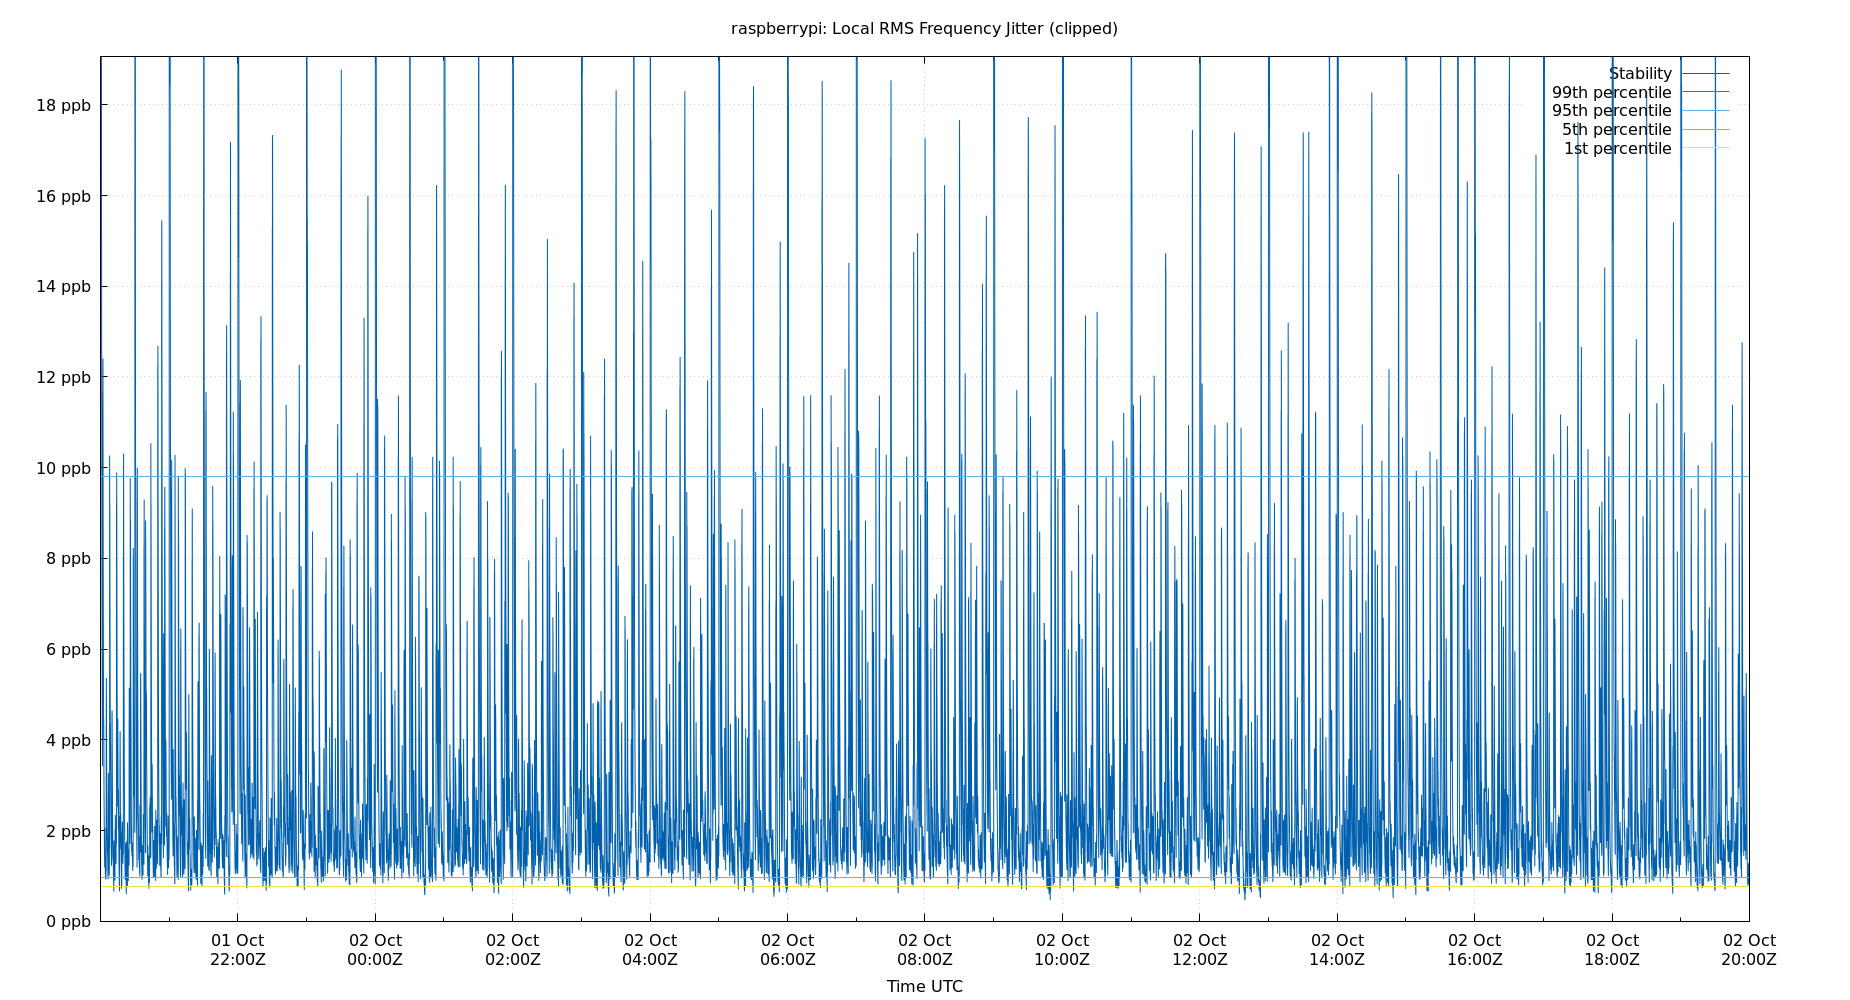 raspberrypi: Local RMS Frequency Jitter (clipped)
Stability
99th percentile
95th percentile
5th percentile
1st percentile
18 ppb
16 ppb
14 ppb
12 ppb
10 ppb
8 ppb
6 ppb
4 ppb
2 ppb
0 ppb
01 Oct 02 Oct 02 Oct 02 Oct 02 Oct 02 Oct 02 Oct 02 Oct 02 Oct 02 Oct 02 Oct 02 Oct
22:00Z 00:00Z 02:00Z 04:00Z 06:00Z 08:00Z 10:00Z 12:00Z 14:00Z 16:00Z 18:00Z 20:00Z
Time UTC